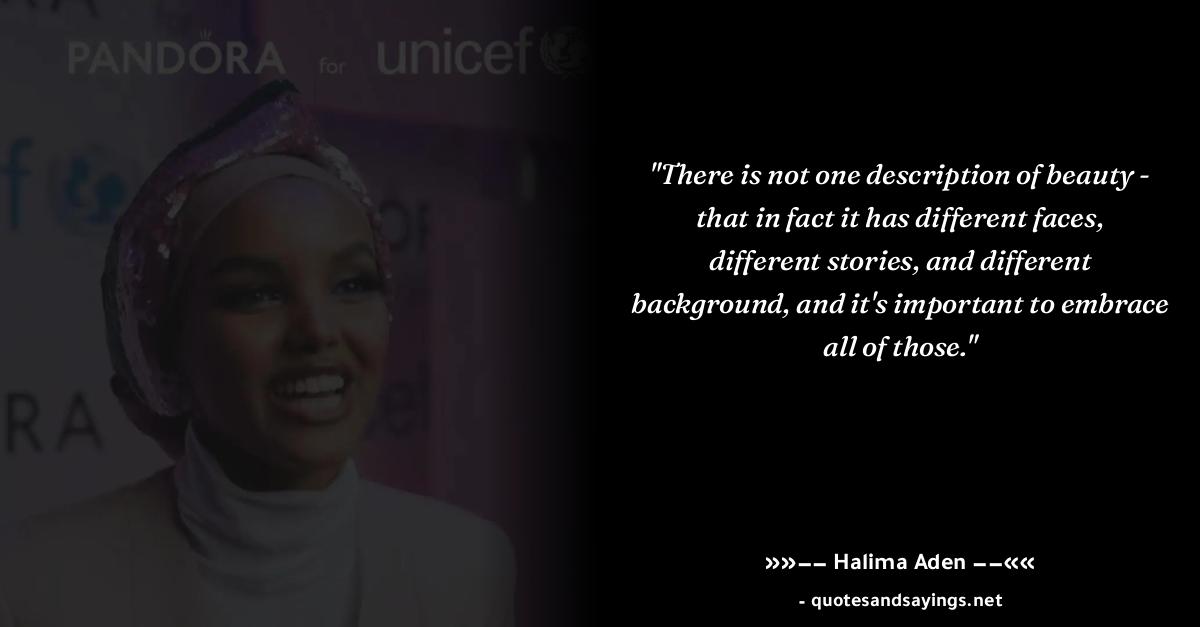 PANDÓRA for unicef
f
RA
"There is not one description of beauty -
that in fact it has different faces,
different stories, and different
background, and it's important to embrace
all of those."
»»–– Halima Aden ––««
- quotesandsayings.net